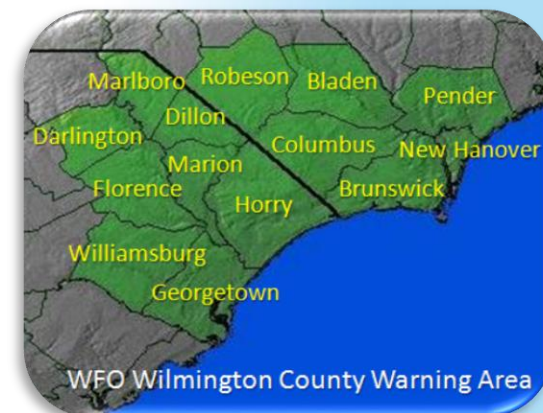 Marlboro Robeson Bladen
Pender
Dillon
Darlington
Columbus New Hanover
Marion
Florence
Brunswick
Horry
Williamsburg
Georgetown
WFO Wilmington County Warning Area